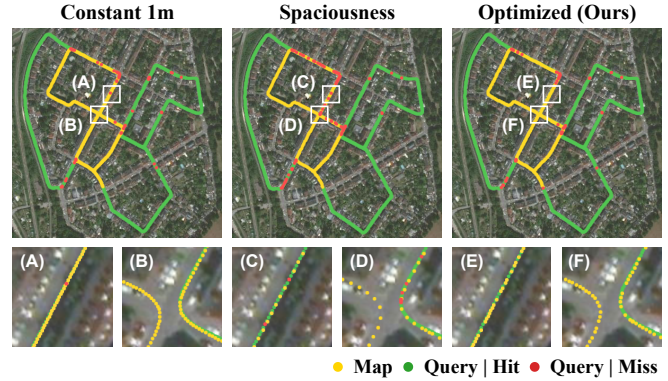 Constant 1m Spaciousness Optimized (Ours)
(A) (C) (E)
(B) (D) (F)
(A) (B) (C) (D) (E) (F)
Map Query | Hit Query | Miss